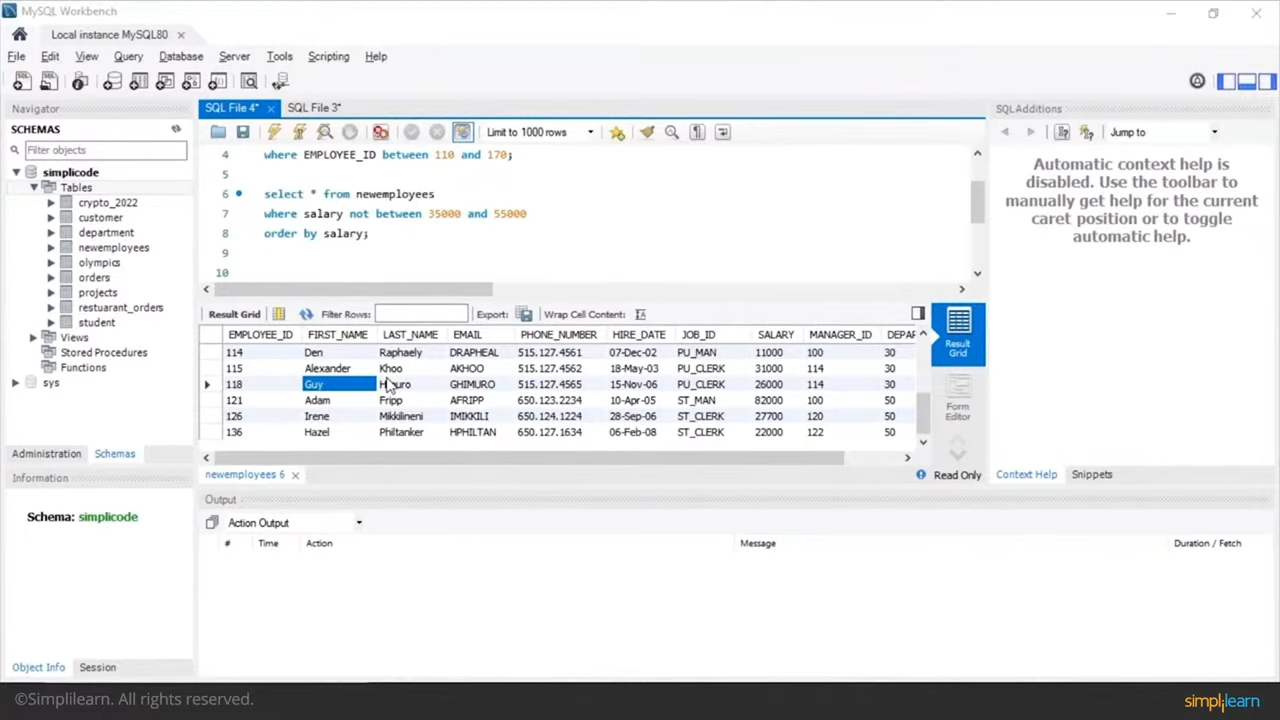 MySQL Workbench
Local instance MySQL80
File Edit View Query Database Server Tools Scripting Help
Navigator
SCHEMAS
Filter objects
simplicode
Tables
crypto_2022
customer
department
newemployees
olympics
orders
projects
restuarant_orders
student
Views
Stored Procedures
Functions
sys
Administration Schemas
Information
Schema: simplicode
Object Info Session
SQL File 4* SQL File 3*
Limit to 1000 rows
4 where EMPLOYEE_ID between 110 and 170;
5
6 select * from newemployees
7 where salary not between 35000 and 55000
8 order by salary;
9
10
Result Grid Filter Rows: Export: Wrap Cell Content:
EMPLOYEE_ID FIRST_NAME LAST_NAME EMAIL PHONE_NUMBER HIRE_DATE JOB_ID SALARY MANAGER_ID DEPAR
114 Den Raphaely DRAPHEAL 515.127.4561 07-Dec-02 PU_MAN 11000 100 30
115 Alexander Khoo AKHOO 515.127.4562 18-May-03 PU_CLERK 31000 114 30
118 Guy GHIMURO 515.127.4565 15-Nov-06 PU_CLERK 26000 114 30
121 Adam Fripp AFRIPP 650.123.2234 10-Apr-05 ST_MAN 82000 100 50
126 Irene Mikkilineni IMIKKILI 650.124.1224 28-Sep-06 ST_CLERK 27700 120 50
136 Hazel Philtanker HPHILTAN 650.127.1634 06-Feb-08 ST_CLERK 22000 122 50
Result Grid
Form Editor
newemployees 6
Read Only
SQLAdditions
Jump to
Automatic context help is
disabled. Use the toolbar to
manually get help for the current
caret position or to toggle
automatic help.
Context Help Snippets
Output
Action Output
# Time Action Message Duration / Fetch
©Simplilearn. All rights reserved.
simplilearn